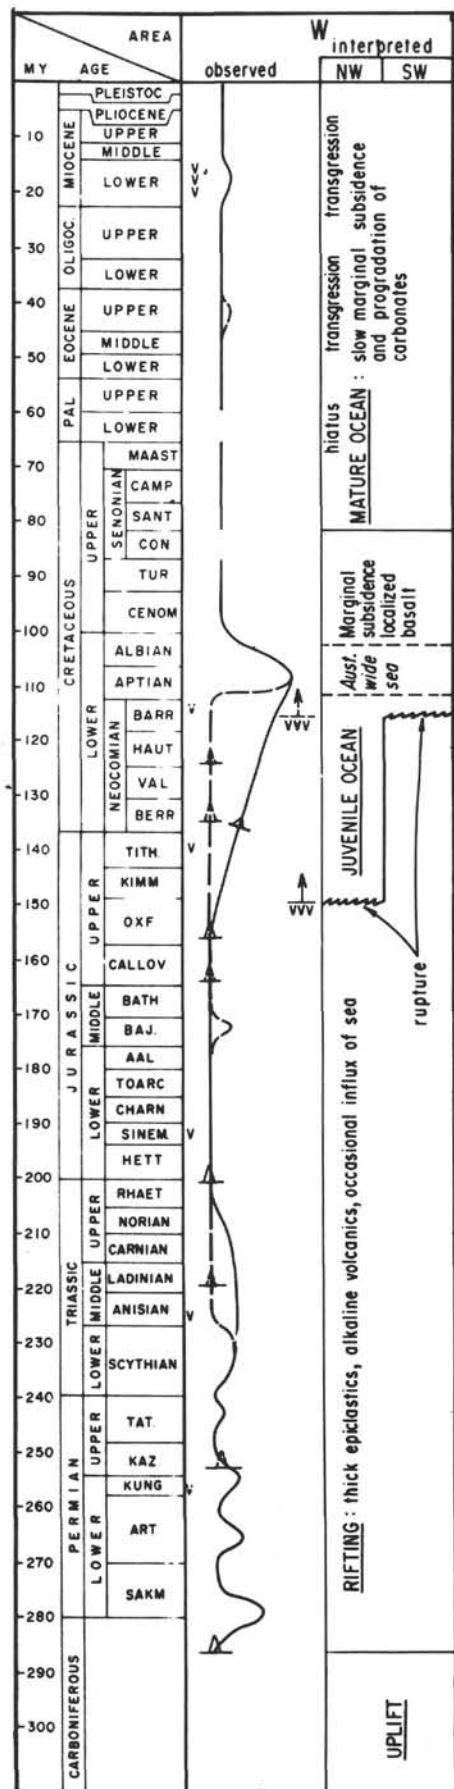 AREA
W
interpreted
MY AGE observed NW SW
PLEISTOC.
PLIOCENE
10
UPPER
MIDDLE
MIOCENE
LOWER
V
V
V
20
OLIGOC.
UPPER
30
LOWER
EOCENE
UPPER
40
MIDDLE
50
LOWER
PAL
UPPER
60
LOWER
CRETACEOUS
UPPER
MAAST
70
SENONIAN
CAMP
SANT
80
CON
TUR
90
CENOM
100
LOWER
ALBIAN
APTIAN
110
NEOCOMIAN
BARR
V
VVV
120
HAUT
VAL
130
BERR
JURASSIC
UPPER
TITH.
V
140
KIMM
150
VVV
OXF
160
CALLOV
MIDDLE
BATH
170
BAJ.
LOWER
AAL
180
TOARC
CHARN
190
SINEM.
V
HETT
200
TRIASSIC
UPPER
RHAET
210
NORIAN
CARNIAN
MIDDLE
LADINIAN
220
ANISIAN
V
230
LOWER
SCYTHIAN
240
PERMIAN
UPPER
TAT.
250
KAZ
LOWER
KUNG
V
260
ART
270
SAKM
280
CARBONIFEROUS
290
300
hiatus transgression transgression
MATURE OCEAN : slow marginal subsidence
and progradation of
carbonates
Marginal
subsidence
localized
basalt
Aust.
wide
sea
JUVENILE OCEAN
rupture
RIFTING : thick epiclastics, alkaline volcanics, occasional influx of sea
UPLIFT